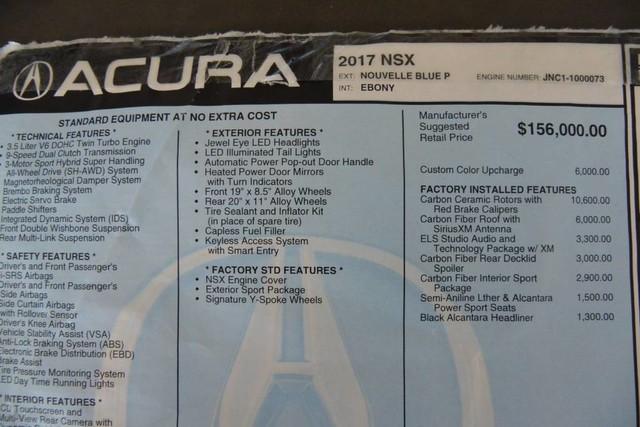 ACURA
2017 NSX
EXT: NOUVELLE BLUE P ENGINE NUMBER: JNC1-1000073
INT: EBONY
STANDARD EQUIPMENT AT NO EXTRA COST
* TECHNICAL FEATURES *
• 3.5 Liter V6 DOHC Twin Turbo Engine
• 9-Speed Dual Clutch Transmission
• 3-Motor Sport Hybrid Super Handling
All-Wheel Drive (SH-AWD) System
Magnetorheological Damper System
Brembo Braking System
Electric Servo Brake
Paddle Shifters
Integrated Dynamic System (IDS)
Front Double Wishbone Suspension
Rear Multi-Link Suspension
* SAFETY FEATURES *
Driver's and Front Passenger's
i-SRS Airbags
Driver's and Front Passenger's
Side Airbags
Side Curtain Airbags
with Rollover Sensor
Driver's Knee Airbag
Vehicle Stability Assist (VSA)
Anti-Lock Braking System (ABS)
Electronic Brake Distribution (EBD)
Brake Assist
Tire Pressure Monitoring System
LED Day Time Running Lights
* INTERIOR FEATURES *
Touchscreen and
Multi-View Rear Camera with
* EXTERIOR FEATURES *
• Jewel Eye LED Headlights
• LED Illuminated Tail Lights
• Automatic Power Pop-out Door Handle
• Heated Power Door Mirrors
with Turn Indicators
• Front 19" x 8.5" Alloy Wheels
• Rear 20" x 11" Alloy Wheels
• Tire Sealant and Inflator Kit
(in place of spare tire)
• Capless Fuel Filler
• Keyless Access System
with Smart Entry
* FACTORY STD FEATURES *
• NSX Engine Cover
• Exterior Sport Package
• Signature Y-Spoke Wheels
Manufacturer's
Suggested
Retail Price $156,000.00
Custom Color Upcharge 6,000.00
FACTORY INSTALLED FEATURES
Carbon Ceramic Rotors with 10,600.00
Red Brake Calipers
Carbon Fiber Roof with 6,000.00
SiriusXM Antenna
ELS Studio Audio and 3,300.00
Technology Package w/ XM
Carbon Fiber Rear Decklid 3,000.00
Spoiler
Carbon Fiber Interior Sport 2,900.00
Package
Semi-Aniline Lther & Alcantara 1,500.00
Power Sport Seats
Black Alcantara Headliner 1,300.00